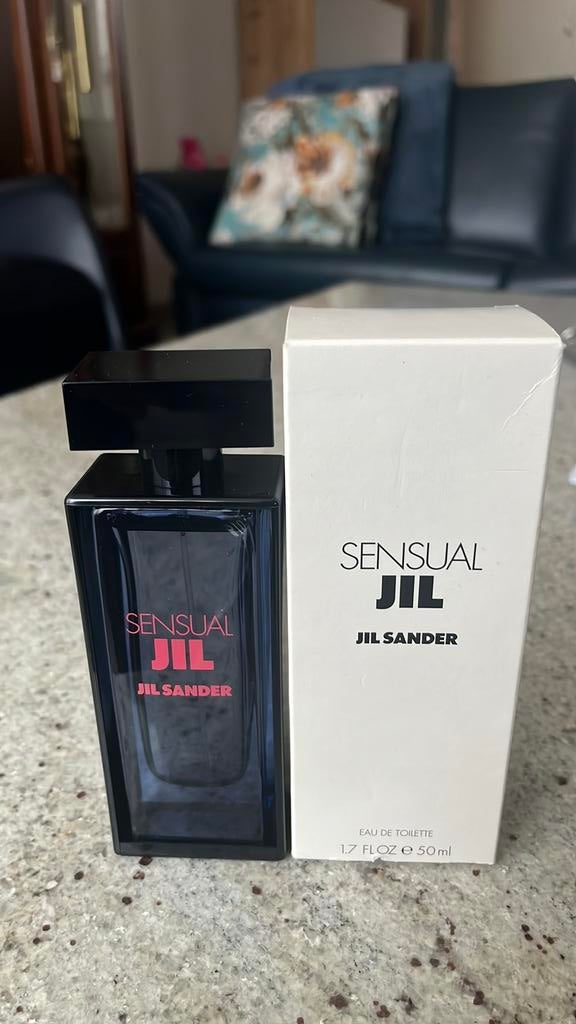 SENSUAL
JIL
JIL SANDER
SENSUAL
JIL
JIL SANDER
EAU DE TOILETTE
1.7 FL OZ ℮ 50 ml